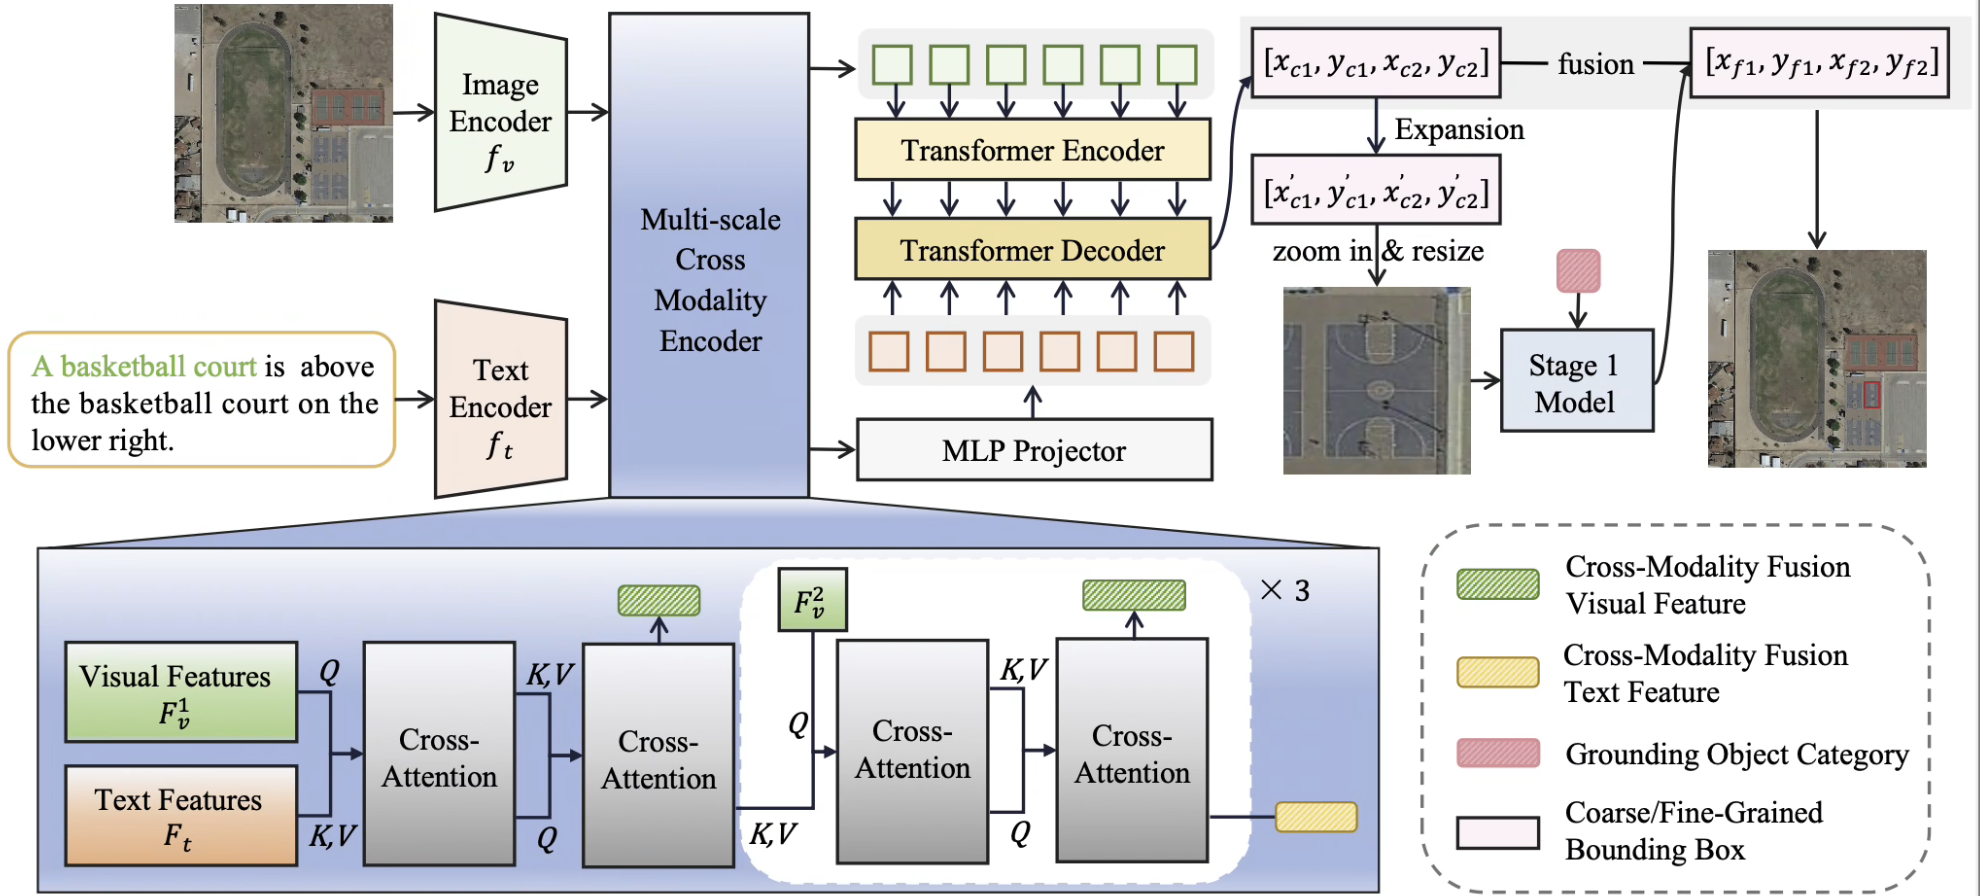 Image
Encoder
f_v
A basketball court is above
the basketball court on the
lower right.
Text
Encoder
f_t
Multi-scale
Cross
Modality
Encoder
Transformer Encoder
Transformer Decoder
MLP Projector
[x_{c1}, y_{c1}, x_{c2}, y_{c2}]
fusion
[x_{f1}, y_{f1}, x_{f2}, y_{f2}]
Expansion
[x'_{c1}, y'_{c1}, x'_{c2}, y'_{c2}]
zoom in & resize
Stage 1
Model
Visual Features
F_v^1
Text Features
F_t
Q
K,V
Cross-
Attention
K,V
Q
Cross-
Attention
K,V
F_v^2
Q
Cross-
Attention
K,V
Q
Cross-
Attention
× 3
Cross-Modality Fusion
Visual Feature
Cross-Modality Fusion
Text Feature
Grounding Object Category
Coarse/Fine-Grained
Bounding Box